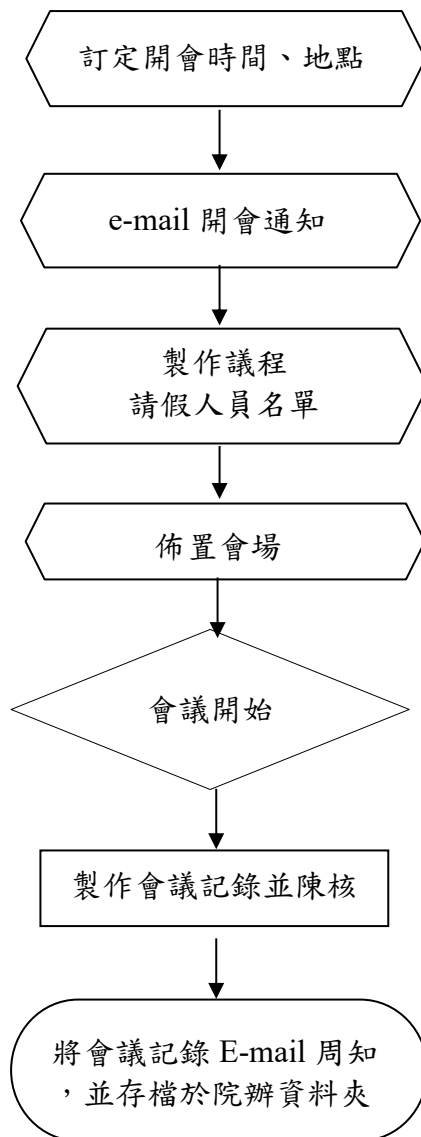 訂定開會時間、地點
e-mail 開會通知
製作議程
請假人員名單
佈置會場
會議開始
製作會議記錄並陳核
將會議記錄 E-mail 周知
，並存檔於院辦資料夾